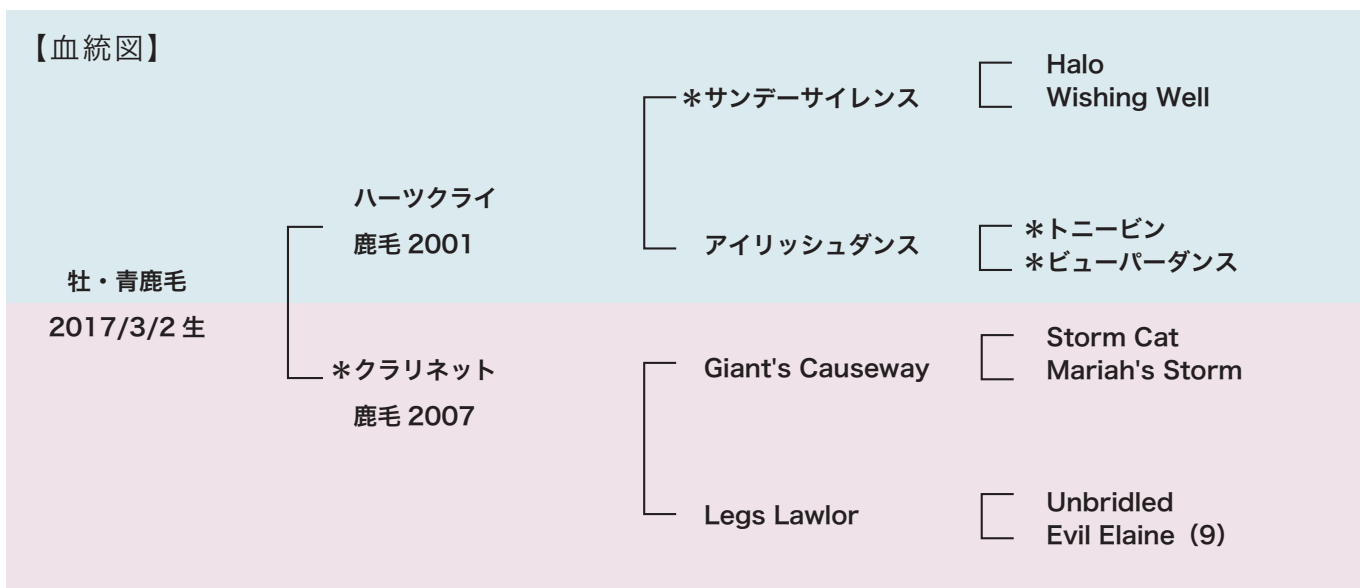 【血統図】
牡・青鹿毛
2017/3/2 生
ハーツクライ
鹿毛 2001
＊クラリネット
鹿毛 2007
＊サンデーサイレンス
アイリッシュダンス
Giant's Causeway
Legs Lawlor
Halo
Wishing Well
＊トニービン
＊ビューパーダンス
Storm Cat
Mariah's Storm
Unbridled
Evil Elaine（9）